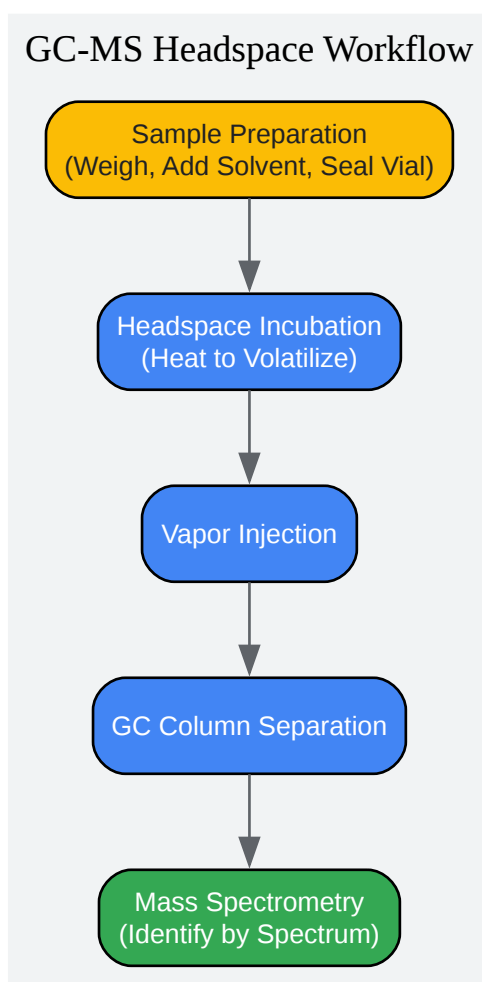 GC-MS Headspace Workflow
Sample Preparation
(Weigh, Add Solvent, Seal Vial)
Headspace Incubation
(Heat to Volatilize)
Vapor Injection
GC Column Separation
Mass Spectrometry
(Identify by Spectrum)